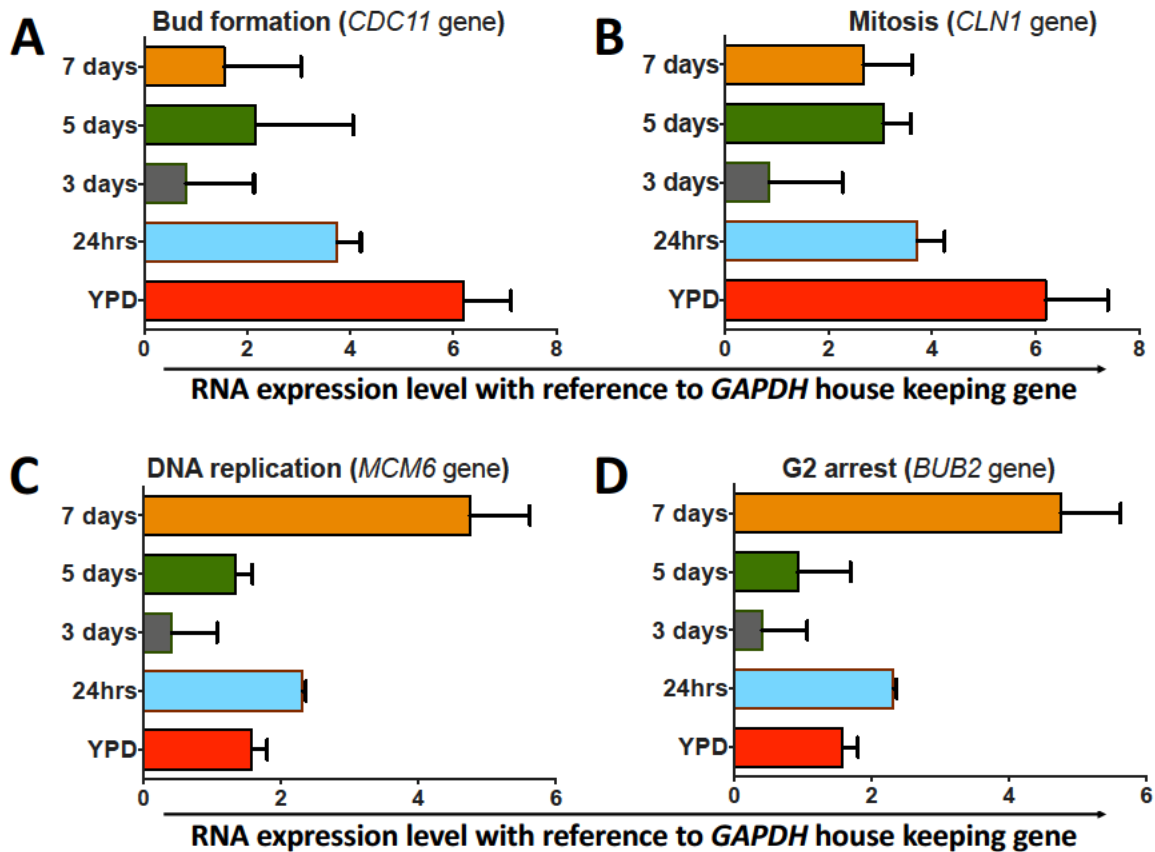 A
Bud formation (CDC11 gene)
7 days
5 days
3 days
24hrs
YPD
0 2 4 6 8
B
Mitosis (CLN1 gene)
7 days
5 days
3 days
24hrs
YPD
0 2 4 6 8
RNA expression level with reference to GAPDH house keeping gene
C
DNA replication (MCM6 gene)
7 days
5 days
3 days
24hrs
YPD
0 2 4 6
D
G2 arrest (BUB2 gene)
7 days
5 days
3 days
24hrs
YPD
0 2 4 6
RNA expression level with reference to GAPDH house keeping gene